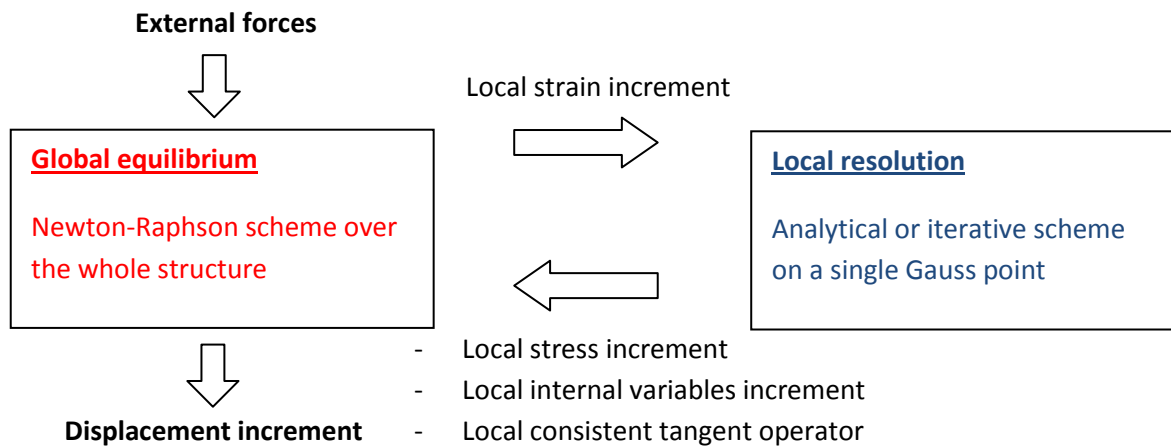 External forces
Local strain increment
Global equilibrium
Newton-Raphson scheme over
the whole structure
Local resolution
Analytical or iterative scheme
on a single Gauss point
- Local stress increment
- Local internal variables increment
- Local consistent tangent operator
Displacement increment